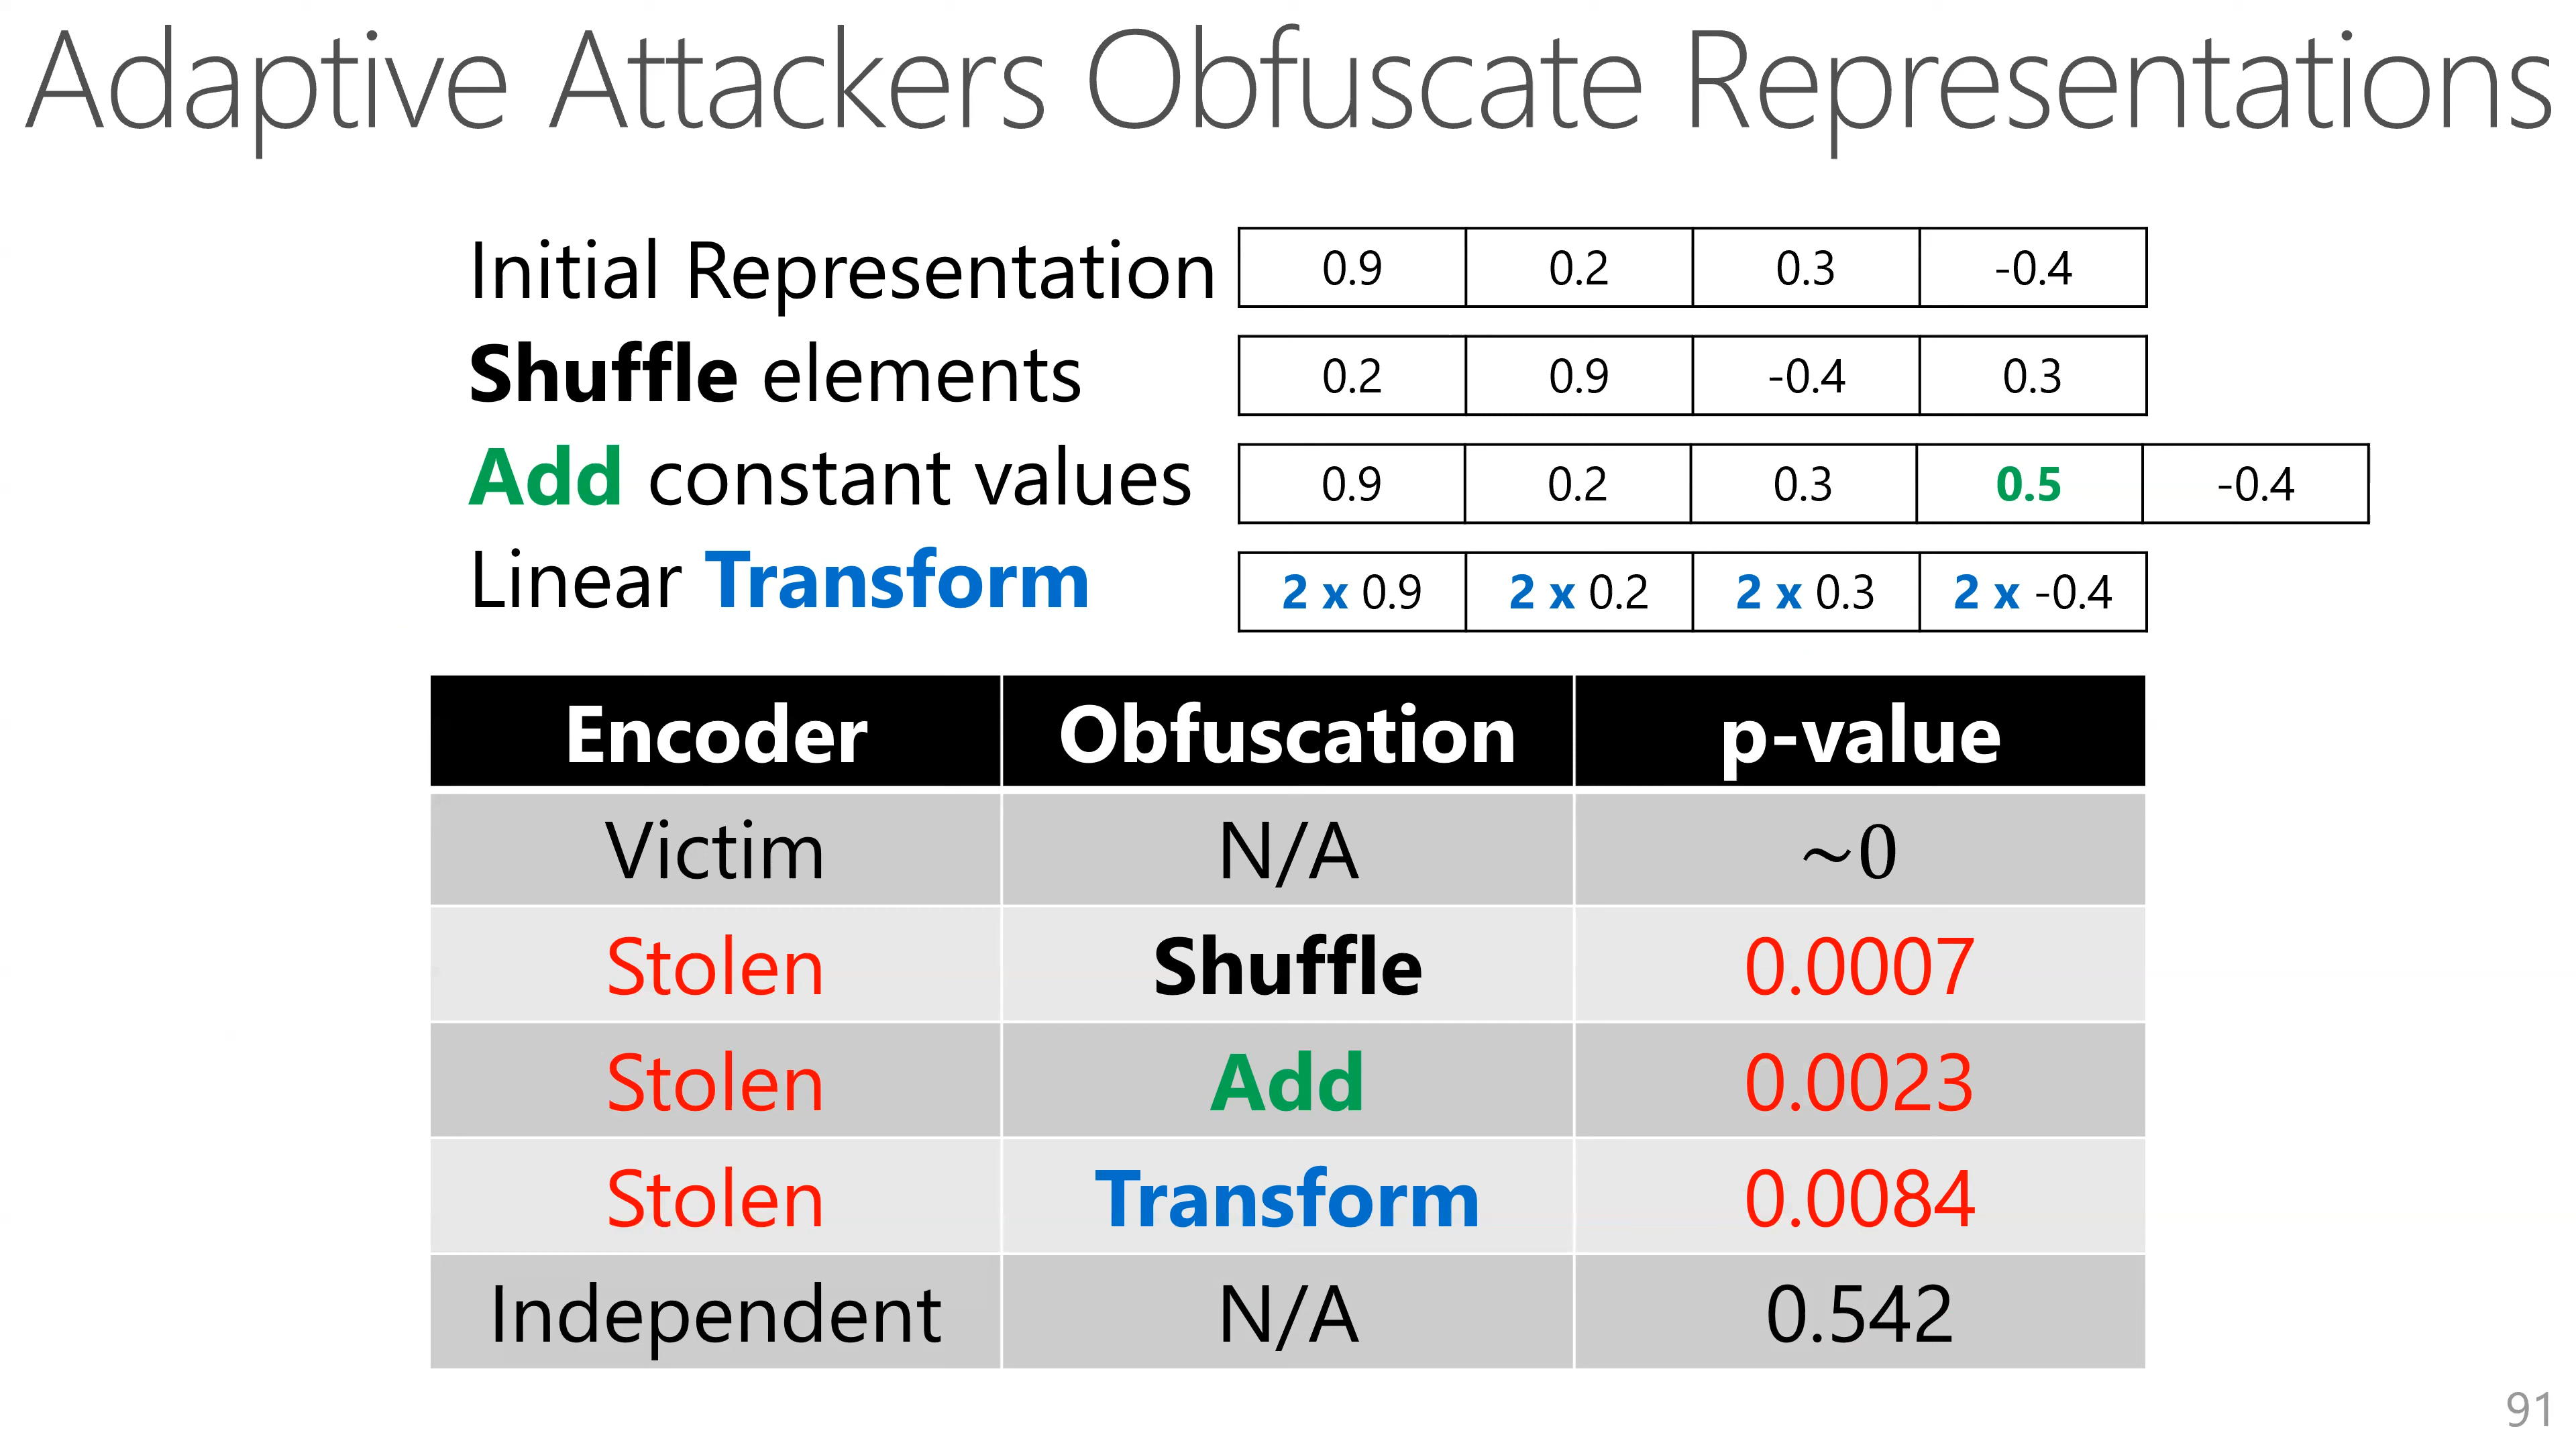 Adaptive Attackers Obfuscate Representations
Initial Representation 0.9 0.2 0.3 -0.4
Shuffle elements 0.2 0.9 -0.4 0.3
Add constant values 0.9 0.2 0.3 0.5 -0.4
Linear Transform 2 x 0.9 2 x 0.2 2 x 0.3 2 x -0.4
Encoder Obfuscation p-value
Victim N/A ~0
Stolen Shuffle 0.0007
Stolen Add 0.0023
Stolen Transform 0.0084
Independent N/A 0.542
91